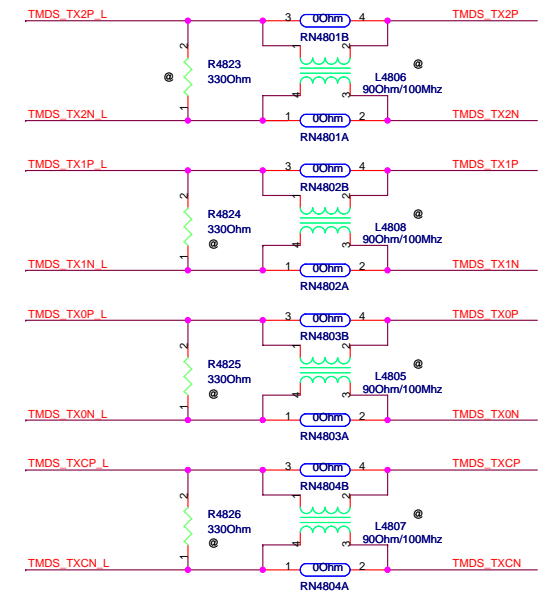 TMDS_TX2P_L 3 0Ohm 4 TMDS_TX2P
RN4801B
2 R4823 1 2 @
@ 330Ohm L4806
1 4 3 90Ohm/100Mhz
TMDS_TX2N_L 1 0Ohm 2 TMDS_TX2N
RN4801A
TMDS_TX1P_L 3 0Ohm 4 TMDS_TX1P
RN4802B
2 R4824 1 2 @
330Ohm L4808
1 @ 4 3 90Ohm/100Mhz
TMDS_TX1N_L 1 0Ohm 2 TMDS_TX1N
RN4802A
TMDS_TX0P_L 3 0Ohm 4 TMDS_TX0P
RN4803B
2 R4825 1 2 @
330Ohm L4805
1 @ 4 3 90Ohm/100Mhz
TMDS_TX0N_L 1 0Ohm 2 TMDS_TX0N
RN4803A
TMDS_TXCP_L 3 0Ohm 4 TMDS_TXCP
RN4804B
2 R4826 1 2 @
330Ohm L4807
1 @ 4 3 90Ohm/100Mhz
TMDS_TXCN_L 1 0Ohm 2 TMDS_TXCN
RN4804A